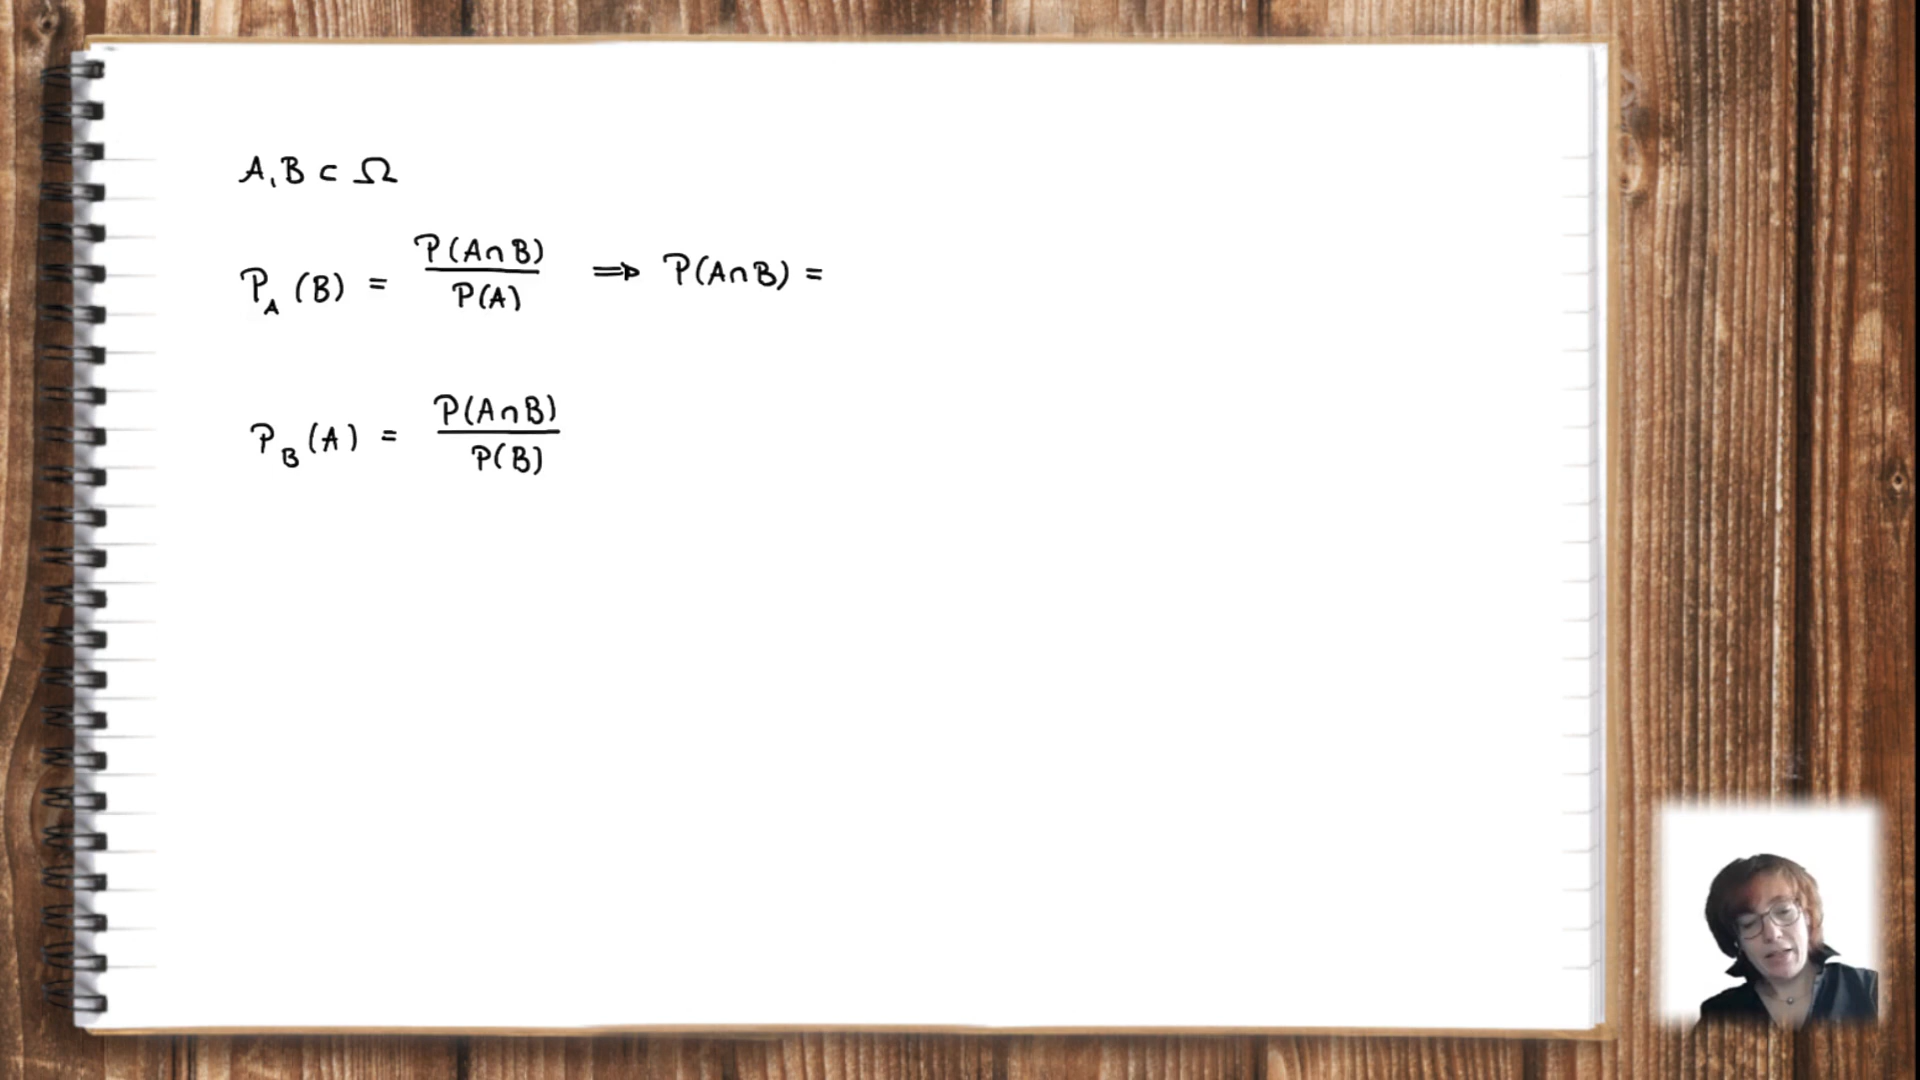 A, B ⊂ Ω
P_A (B) = P(A∩B) / P(A) ⟹ P(A∩B) =
P_B (A) = P(A∩B) / P(B)